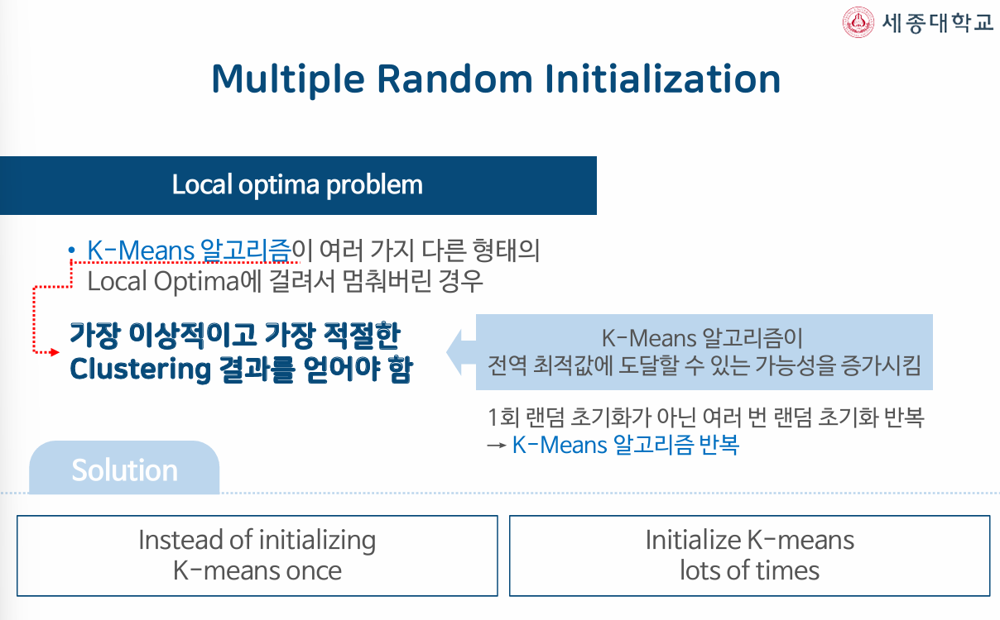 세종대학교
Multiple Random Initialization
Local optima problem
• K-Means 알고리즘이 여러 가지 다른 형태의
Local Optima에 걸려서 멈춰버린 경우
가장 이상적이고 가장 적절한
Clustering 결과를 얻어야 함
K-Means 알고리즘이
전역 최적값에 도달할 수 있는 가능성을 증가시킴
1회 랜덤 초기화가 아닌 여러 번 랜덤 초기화 반복
→ K-Means 알고리즘 반복
Solution
Instead of initializing
K-means once
Initialize K-means
lots of times